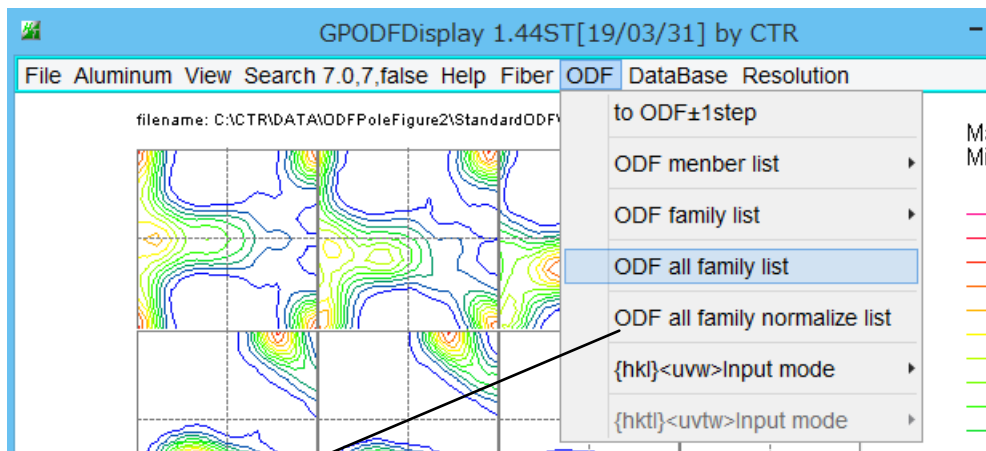 GPODFDisplay 1.44ST[19/03/31] by CTR
File Aluminum View Search 7.0,7,false Help Fiber ODF DataBase Resolution
filename: C:\CTR\DATA\ODFPoleFigure2\StandardODF\
to ODF±1step
ODF menber list
ODF family list
ODF all family list
ODF all family normalize list
{hkl}<uvw>Input mode
{hktl}<uvtw>Input mode